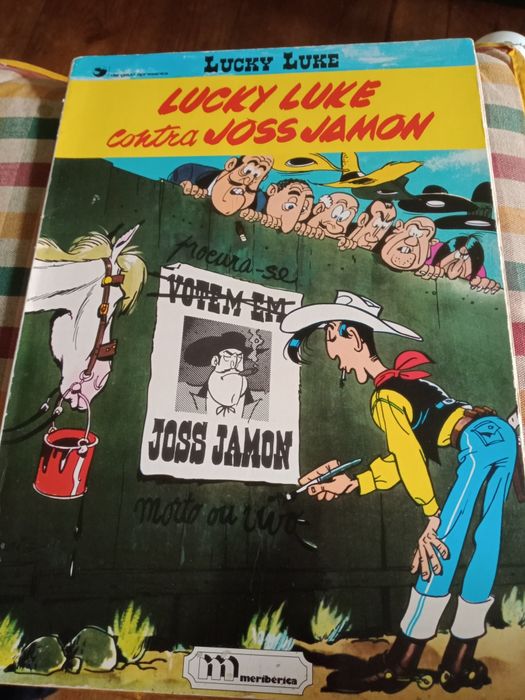 LUCKY LUKE
LUCKY LUKE
contra JOSS JAMON
procura-se
VOTEM EM
JOSS JAMON
morto ou vivo
m
meribérica